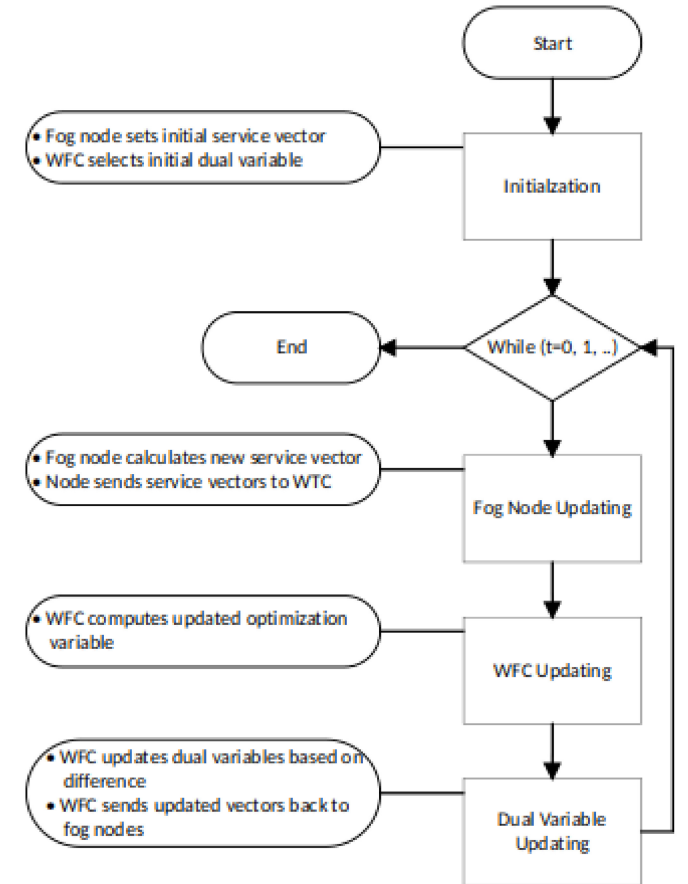 Start
• Fog node sets initial service vector
• WFC selects initial dual variable
Initialzation
End
While (t=0, 1, ..)
• Fog node calculates new service vector
• Node sends service vectors to WTC
Fog Node Updating
• WFC computes updated optimization
variable
WFC Updating
• WFC updates dual variables based on
difference
• WFC sends updated vectors back to
fog nodes
Dual Variable
Updating